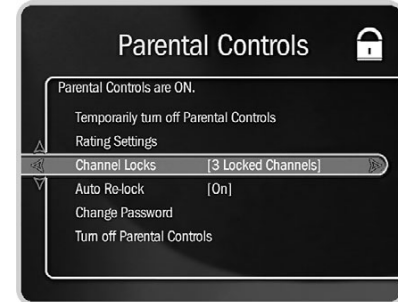 Parental Controls
Parental Controls are ON.
Temporarily turn off Parental Controls
Rating Settings
Channel Locks [3 Locked Channels]
Auto Re-lock [On]
Change Password
Turn off Parental Controls